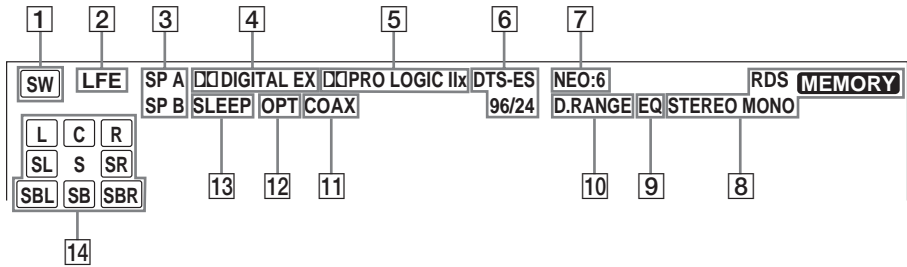 1 2 3 4 5 6 7
SW LFE SP A DIGITAL EX PRO LOGIC IIx DTS-ES NEO:6 RDS MEMORY
SP B SLEEP OPT COAX 96/24 D.RANGE EQ STEREO MONO
L C R
SL S SR
SBL SB SBR
13 12 11 10 9 8
14